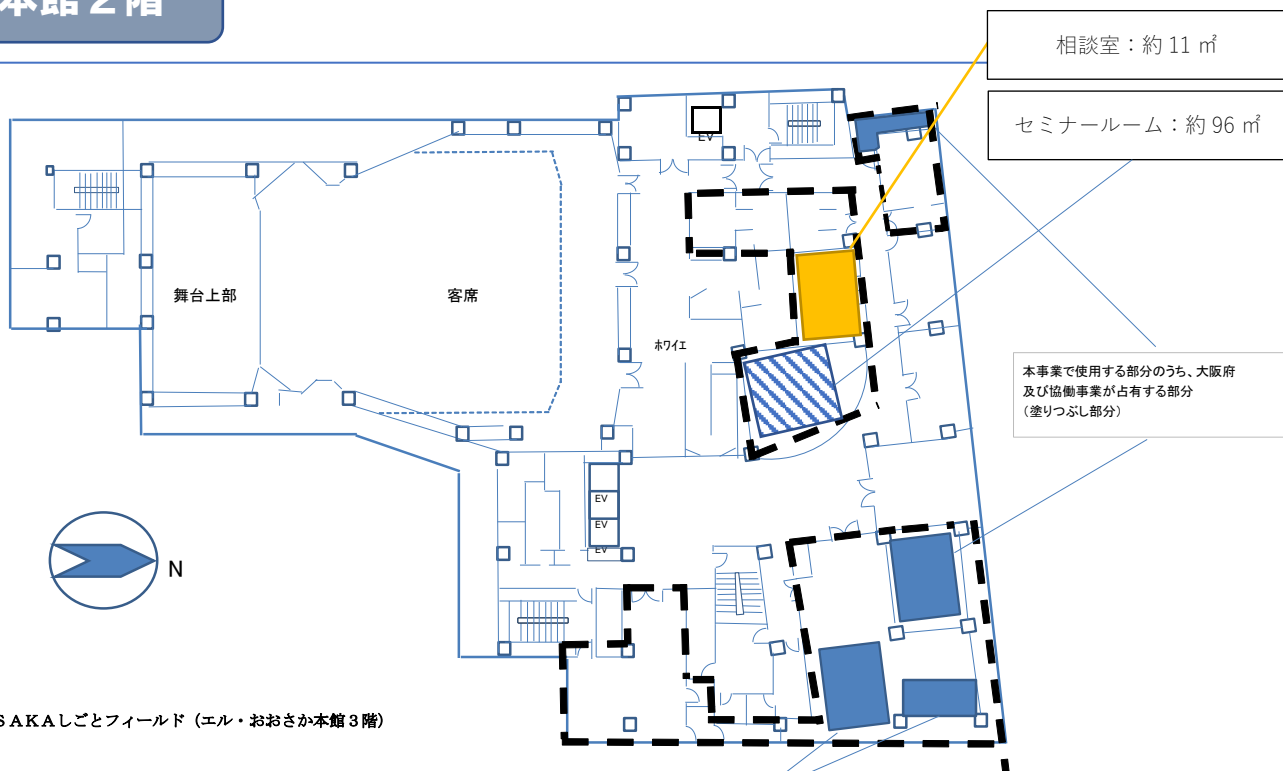 本館２階
相談室：約 11 ㎡
セミナールーム：約 96 ㎡
EV
舞台上部
客席
ﾎﾜｲｴ
本事業で使用する部分のうち、大阪府
及び協働事業が占有する部分
（塗りつぶし部分）
EV
EV
EV
N
ＳＡＫＡしごとフィールド（エル・おおさか本館３階）